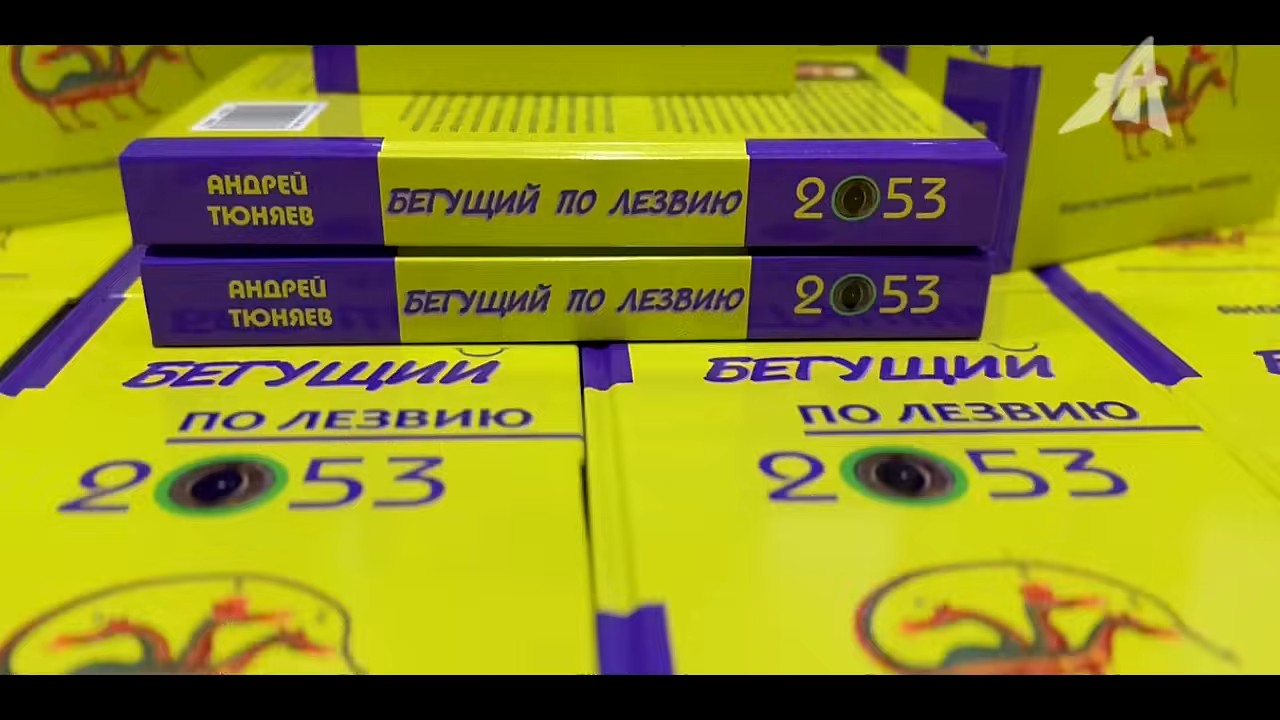 АНДРЕЙ
ТЮНЯЕВ
БЕГУЩИЙ ПО ЛЕЗВИЮ
2053
АНДРЕЙ
ТЮНЯЕВ
БЕГУЩИЙ ПО ЛЕЗВИЮ
2053
БЕГУЩИЙ
ПО ЛЕЗВИЮ
2053
БЕГУЩИЙ
ПО ЛЕЗВИЮ
2053